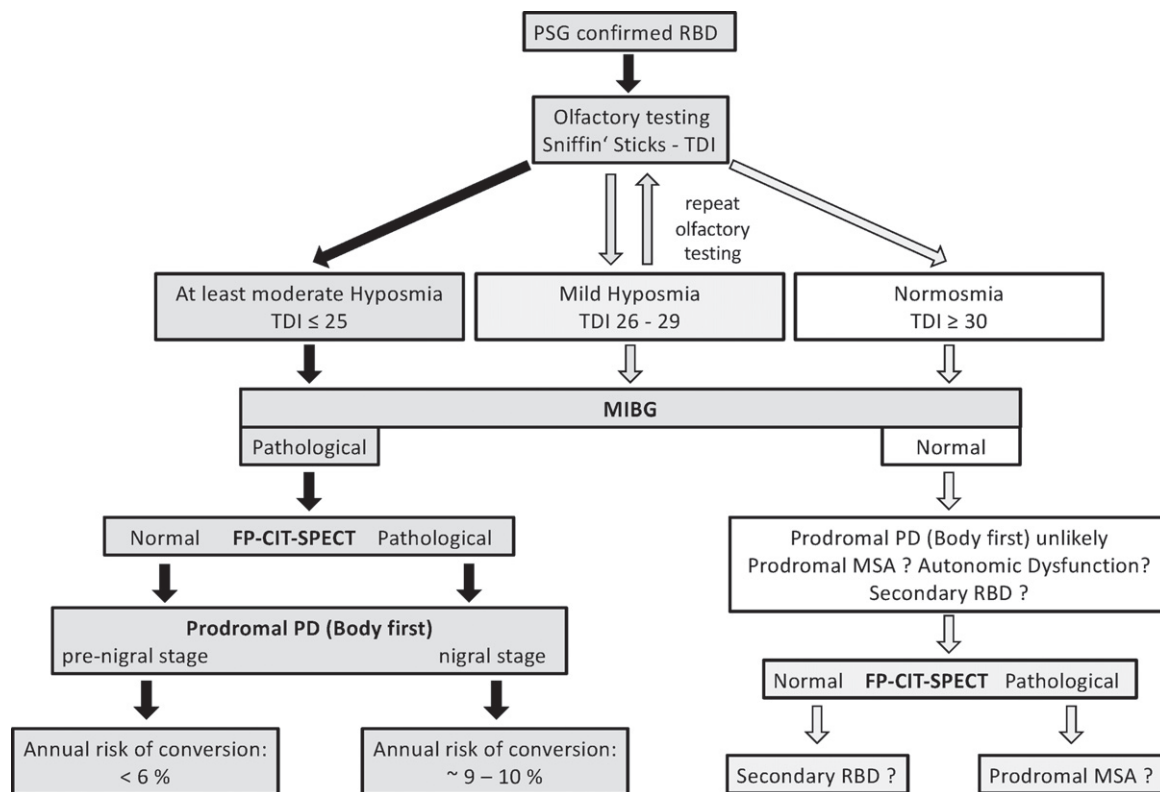 PSG confirmed RBD
Olfactory testing
Sniffin‘ Sticks - TDI
repeat
olfactory
testing
At least moderate Hyposmia
TDI ≤ 25
Mild Hyposmia
TDI 26 - 29
Normosmia
TDI ≥ 30
MIBG
Pathological
Normal
Normal FP-CIT-SPECT Pathological
Prodromal PD (Body first)
pre-nigral stage nigral stage
Annual risk of conversion:
< 6 %
Annual risk of conversion:
~ 9 – 10 %
Prodromal PD (Body first) unlikely
Prodromal MSA ? Autonomic Dysfunction?
Secondary RBD ?
Normal FP-CIT-SPECT Pathological
Secondary RBD ?
Prodromal MSA ?